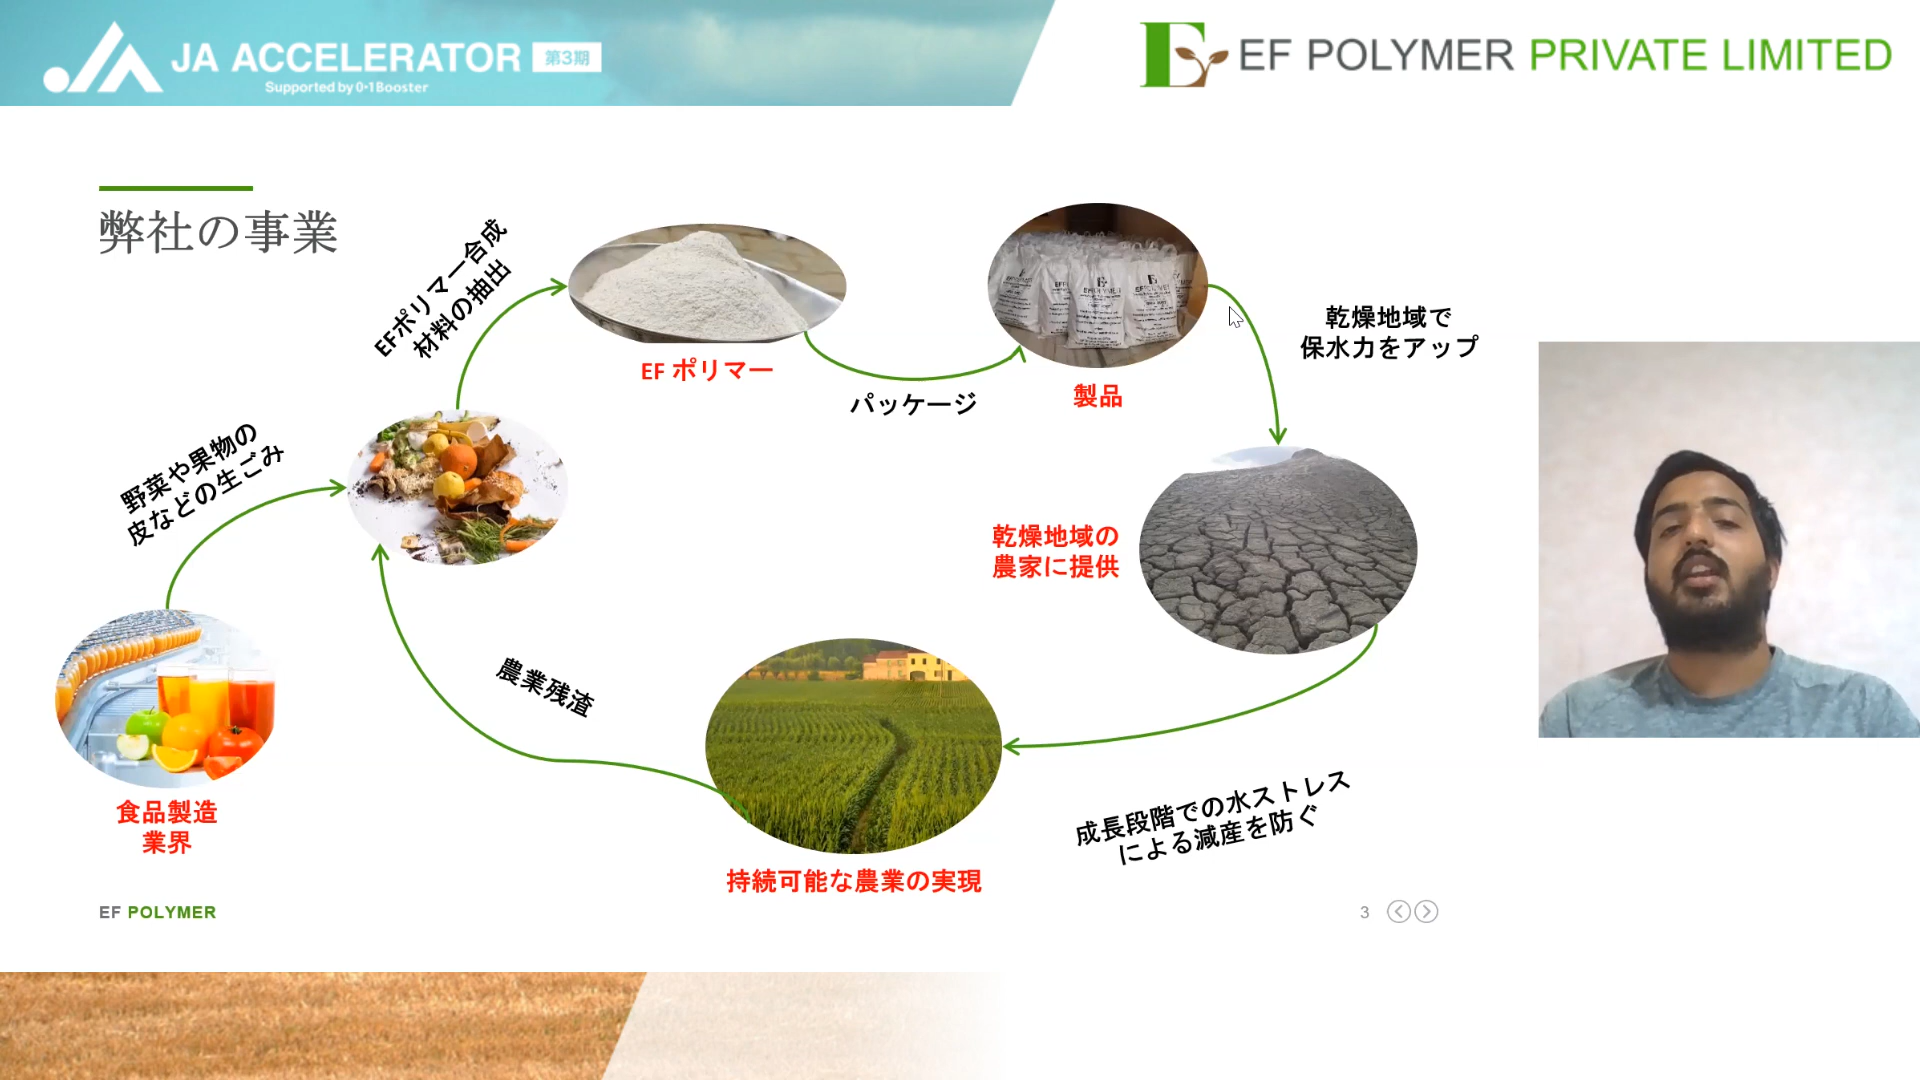 JA ACCELERATOR 第3期
Supported by 0→1Booster
EF POLYMER PRIVATE LIMITED
弊社の事業
EFポリマー合成
材料の抽出
EF ポリマー
パッケージ
製品
乾燥地域で
保水力をアップ
野菜や果物の
皮などの生ごみ
乾燥地域の
農家に提供
農業残渣
食品製造
業界
成長段階での水ストレス
による減産を防ぐ
持続可能な農業の実現
EF POLYMER
3